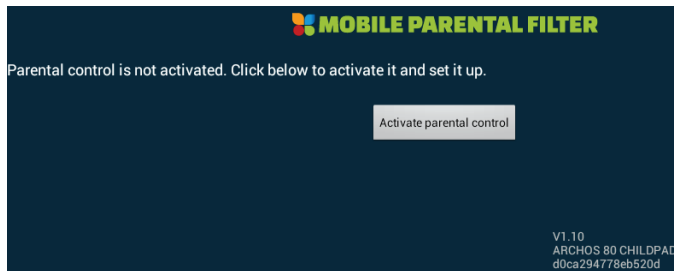 MOBILE PARENTAL FILTER
Parental control is not activated. Click below to activate it and set it up.
Activate parental control
V1.10
ARCHOS 80 CHILDPAD
d0ca294778eb520d